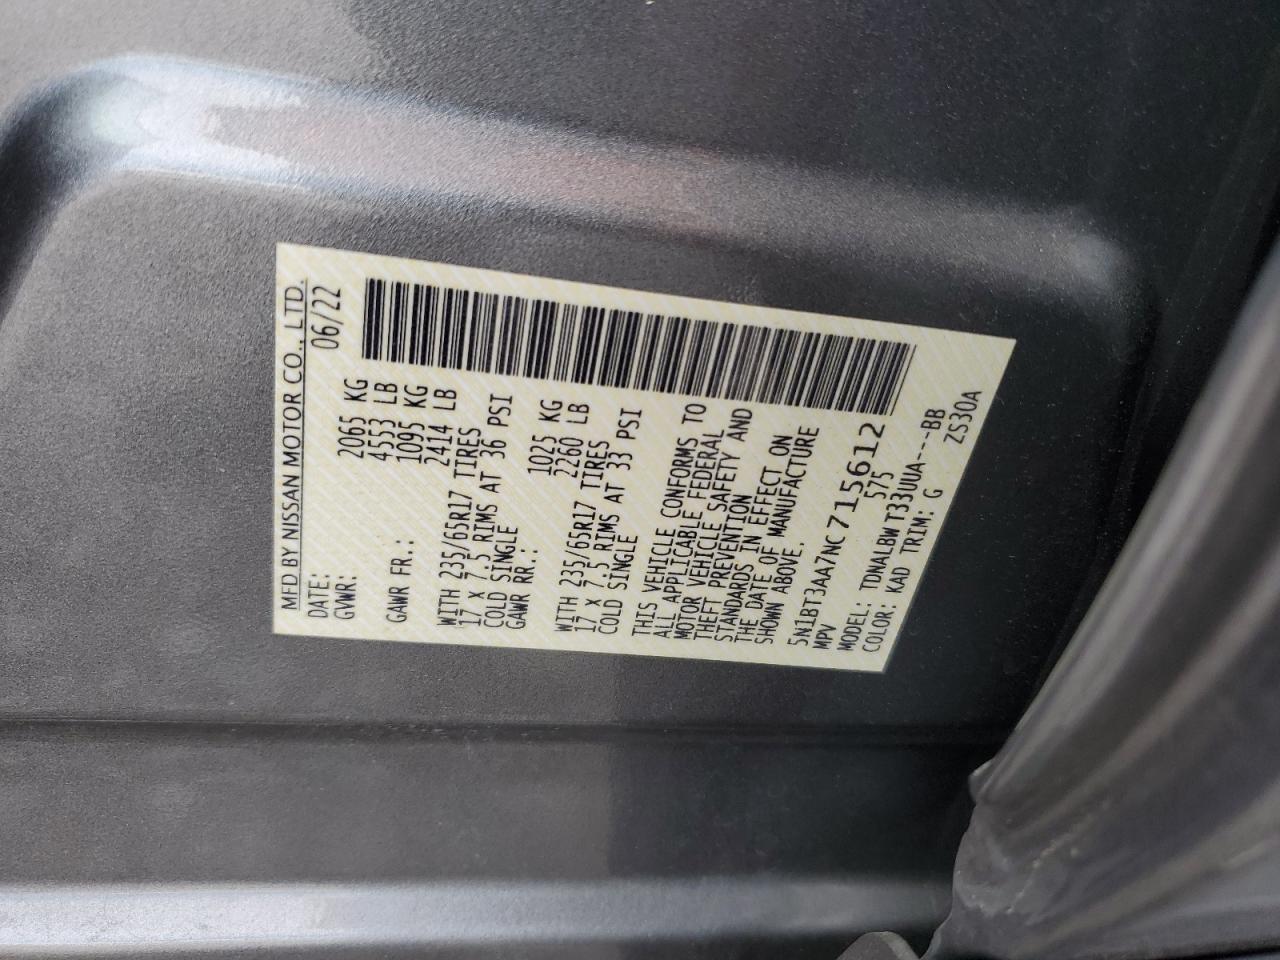 MFD BY NISSAN MOTOR CO., LTD.
DATE: 06/22
GVWR: 2065 KG
4553 LB
GAWR FR.: 1095 KG
2414 LB
WITH 235/65R17 TIRES
17 X 7.5 RIMS AT 36 PSI
COLD SINGLE
GAWR RR.: 1025 KG
2260 LB
WITH 235/65R17 TIRES
17 X 7.5 RIMS AT 33 PSI
COLD SINGLE
THIS VEHICLE CONFORMS TO
ALL APPLICABLE FEDERAL
MOTOR VEHICLE SAFETY AND
THEFT PREVENTION
STANDARDS IN EFFECT ON
THE DATE OF MANUFACTURE
SHOWN ABOVE.
5N1BT3AA7NC715612
MPV 575
MODEL: TDNALBW T33UUA---BB
COLOR: KAD TRIM: G ZS30A